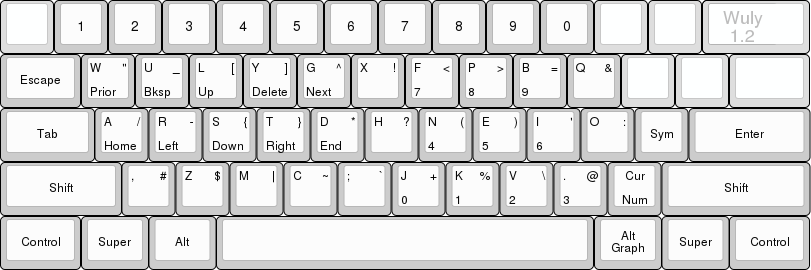 1 2 3 4 5 6 7 8 9 0 Wuly 1.2
Escape W " Prior U _ Bksp L [ Up Y ] Delete G ^ Next X ! F < 7 P > 8 B = 9 Q &
Tab A / Home R - Left S { Down T } Right D * End H ? N ( 4 E ) 5 I ' 6 O : Sym Enter
Shift , # Z $ M | C ~ ; ` J + 0 K % 1 V \ 2 . @ 3 Cur Num Shift
Control Super Alt Alt Graph Super Control